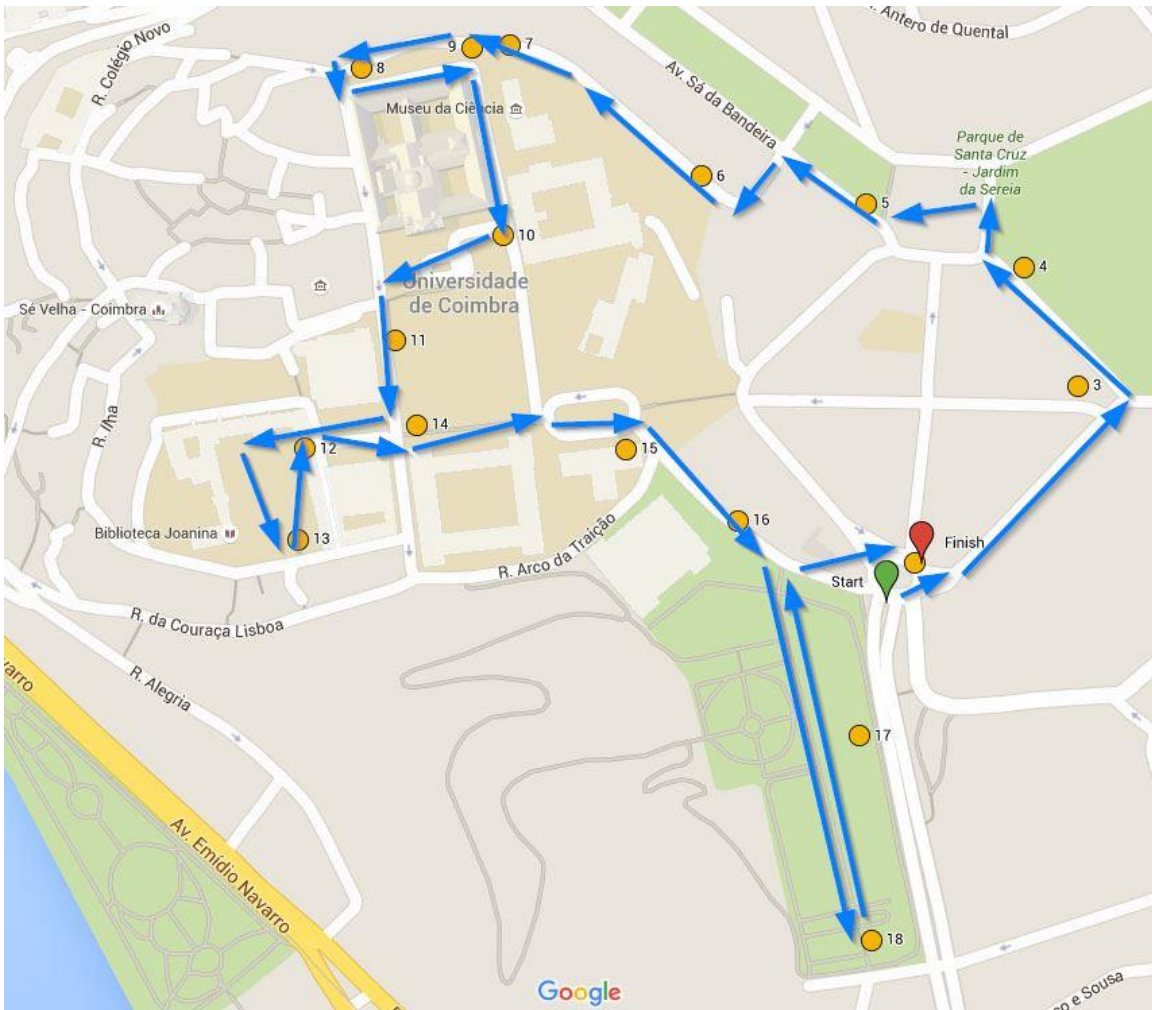 R. Colégio Novo
Antero de Quental
9
7
8
Av. Sá da Bandeira
Museu da Ciência
Parque de
Santa Cruz
- Jardim
da Sereia
6
5
10
4
Universidade
de Coimbra
Sé Velha - Coimbra
11
3
R. Ilha
14
12
15
16
Biblioteca Joanina
13
Finish
R. Arco da Traição
Start
R. da Couraça Lisboa
R. Alegria
varro
17
Av. Emídio Navarro
18
Google
o e Sousa